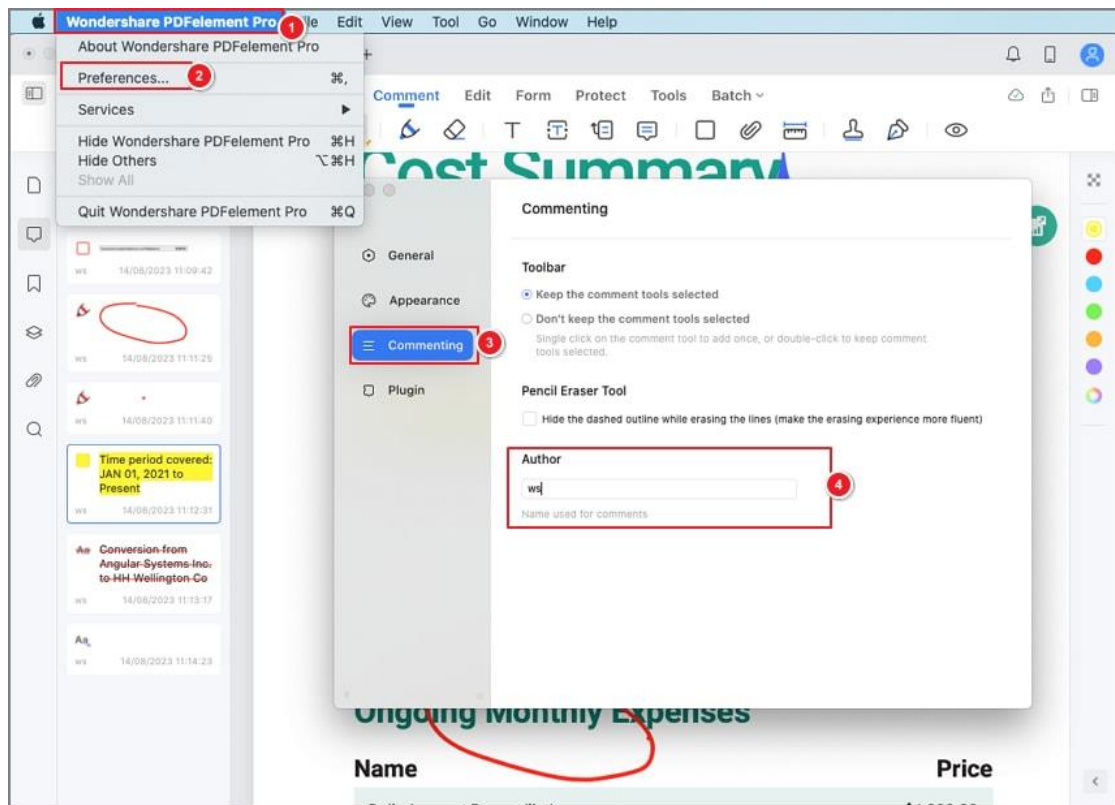 Wondershare PDFelement Pro
1
le
Edit
View
Tool
Go
Window
Help
About Wondershare PDFelement Pro
Preferences...
2
⌘,
Services
Hide Wondershare PDFelement Pro ⌘H
Hide Others ⌥⌘H
Show All
Quit Wondershare PDFelement Pro ⌘Q
+
Comment
Edit
Form
Protect
Tools
Batch
Cost Summary
ws 14/08/2023 11:09:42
ws 14/08/2023 11:11:25
ws 14/08/2023 11:11:40
Time period covered:
JAN 01, 2021 to
Present
ws 14/08/2023 11:12:31
Aa Conversion from
Angular Systems Inc.
to HH Wellington Co
ws 14/08/2023 11:13:17
Aa
ws 14/08/2023 11:14:23
General
Appearance
Commenting
3
Plugin
Commenting
Toolbar
Keep the comment tools selected
Don't keep the comment tools selected
Single click on the comment tool to add once, or double-click to keep comment
tools selected.
Pencil Eraser Tool
Hide the dashed outline while erasing the lines (make the erasing experience more fluent)
Author
ws
4
Name used for comments
Ongoing Monthly Expenses
Name
Price